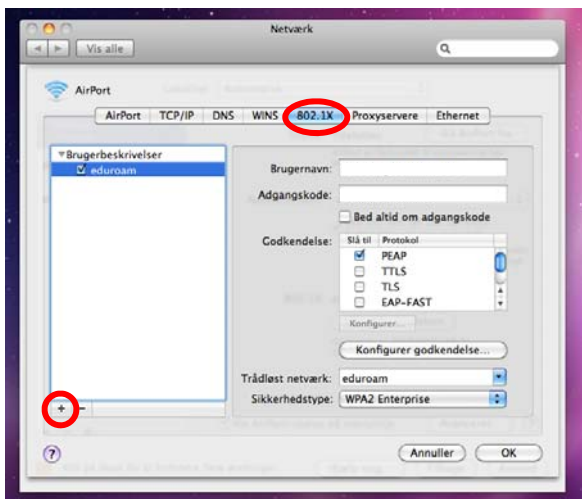 Netværk
Vis alle
AirPort
AirPort TCP/IP DNS WINS 802.1X Proxyservere Ethernet
Brugerbeskrivelser
eduroam
Brugernavn:
Adgangskode:
Bed altid om adgangskode
Godkendelse: Slå til Protokol
PEAP
TTLS
TLS
EAP-FAST
Konfigurer...
Konfigurer godkendelse...
Trådløst netværk: eduroam
Sikkerhedstype: WPA2 Enterprise
+ −
? Annuller OK